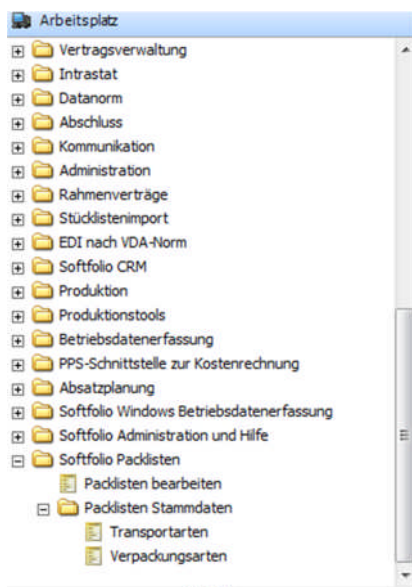 Arbeitsplatz
Vertragsverwaltung
Intrastat
Datanorm
Abschluss
Kommunikation
Administration
Rahmenverträge
Stücklistenimport
EDI nach VDA-Norm
Softfolio CRM
Produktion
Produktionstools
Betriebsdatenerfassung
PPS-Schnittstelle zur Kostenrechnung
Absatzplanung
Softfolio Windows Betriebsdatenerfassung
Softfolio Administration und Hilfe
Softfolio Packlisten
Packlisten bearbeiten
Packlisten Stammdaten
Transportarten
Verpackungsarten